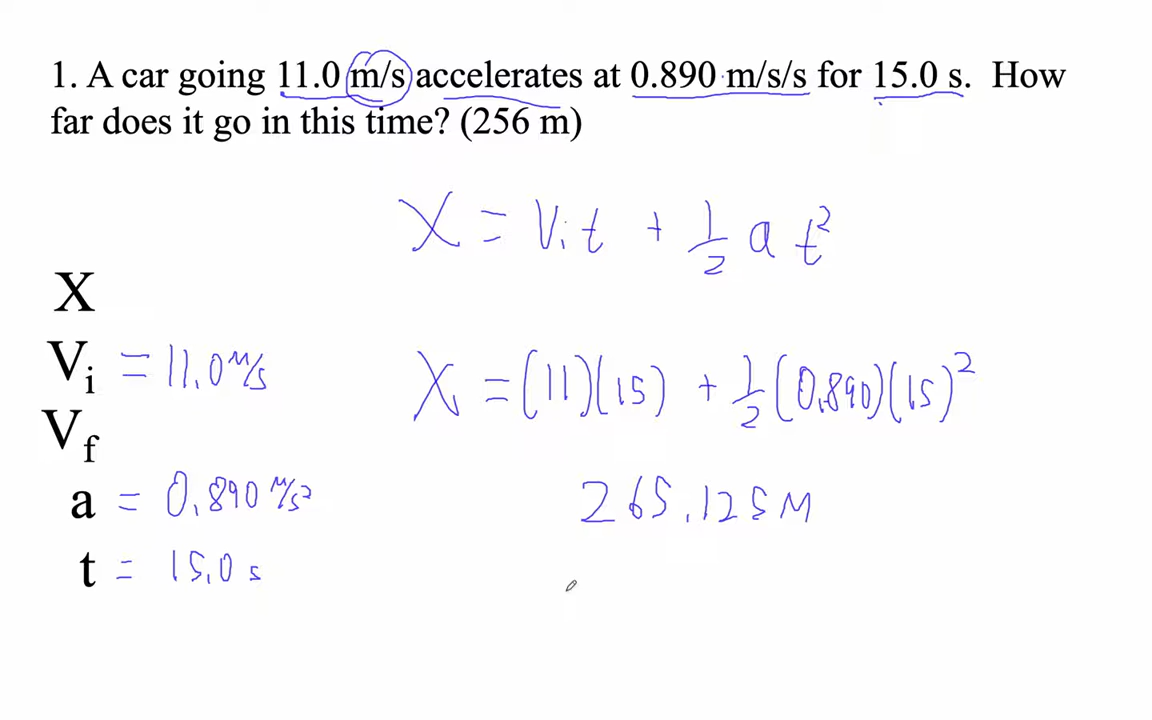 1. A car going 11.0 m/s accelerates at 0.890 m/s/s for 15.0 s. How
far does it go in this time? (256 m)
X = Vit + 1/2 a t²
X
Vi = 11.0 m/s
X = (11)(15) + 1/2 (0.890)(15)²
Vf
a = 0.890 m/s²
265.125 M
t = 15.0 s